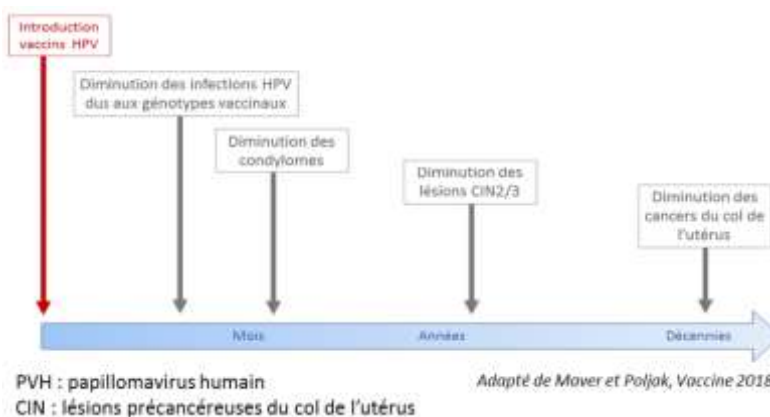 Introduction
vaccins HPV
Diminution des infections HPV
dus aux génotypes vaccinaux
Diminution des
condylomes
Diminution des
lésions CIN2/3
Diminution des
cancers du col de
l'utérus
Mois
Années
Décennies
PVH : papillomavirus humain
Adapté de Mover et Poljak, Vaccine 2018
CIN : lésions précancéreuses du col de l'utérus